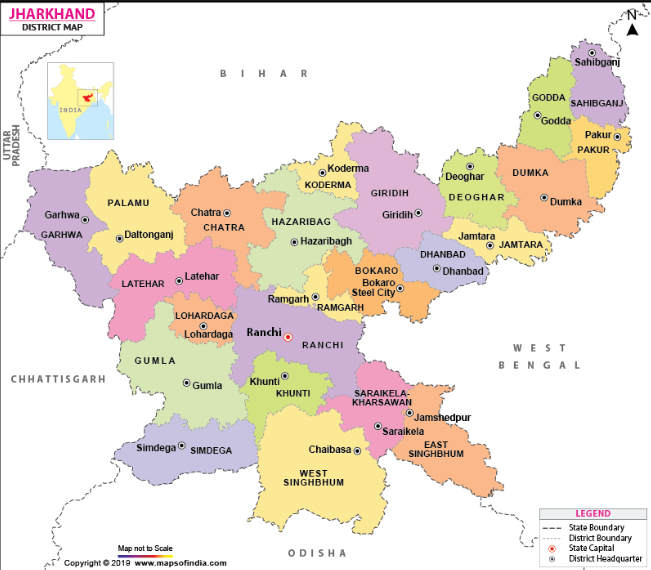 JHARKHAND
DISTRICT MAP
N
BIHAR
INDIA
UTTAR
PRADESH
Sahibganj
GODDA
SAHIBGANJ
Godda
Pakur
PAKUR
Koderma
KODERMA
GIRIDIH
Giridih
Deoghar
DEOGHAR
DUMKA
Dumka
PALAMU
Daltonganj
Garhwa
GARHWA
Chatra
CHATRA
HAZARIBAG
Hazaribagh
Jamtara
JAMTARA
DHANBAD
Dhanbad
BOKARO
Bokaro
Steel City
LATEHAR
Latehar
Ramgarh
RAMGARH
LOHARDAGA
Lohardaga
Ranchi
RANCHI
WEST
BENGAL
GUMLA
Gumla
CHHATTISGARH
Khunti
KHUNTI
SARAIKELA-
KHARSAWAN
Jamshedpur
Saraikela
EAST
SINGHBHUM
Simdega
SIMDEGA
Chaibasa
WEST
SINGHBHUM
ODISHA
LEGEND
State Boundary
District Boundary
State Capital
District Headquarter
Map not to Scale
Copyright © 2019 www.mapsofindia.com